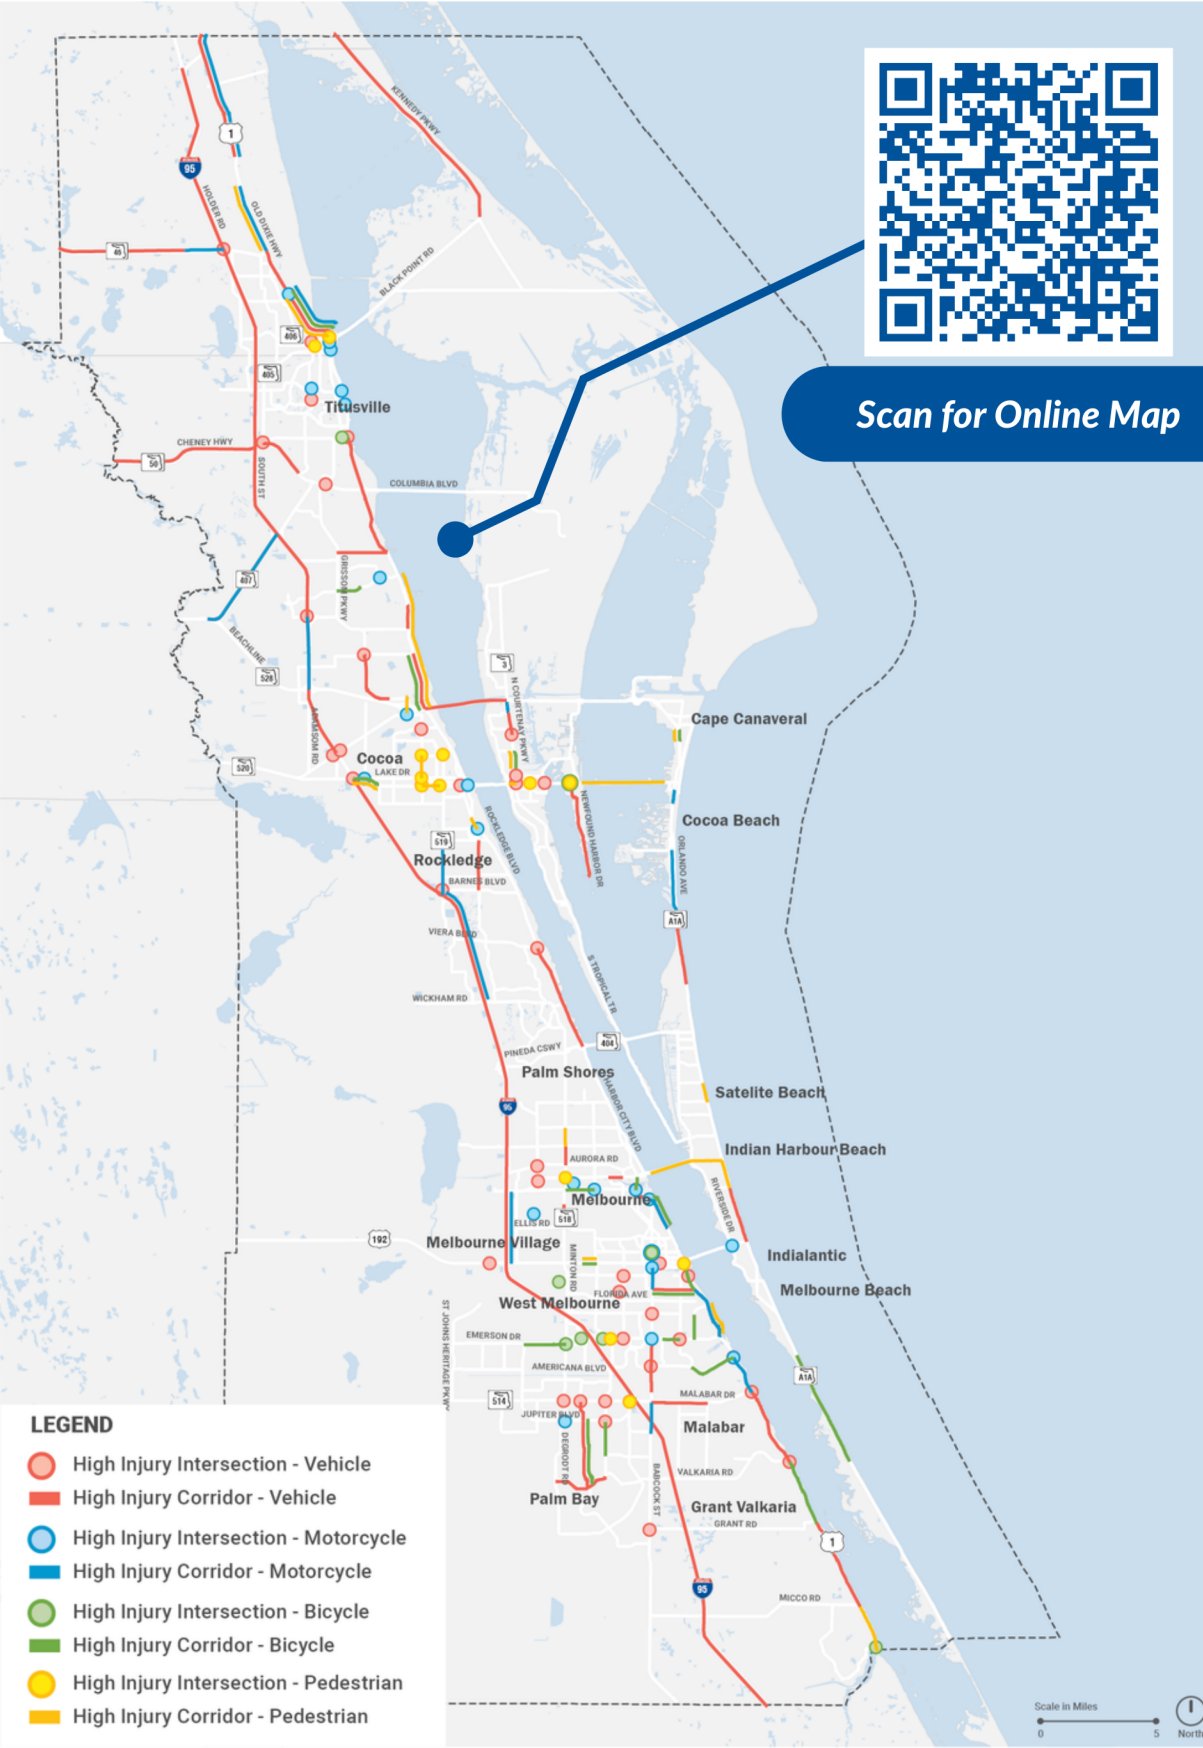 KENNEDY PKWY
1
95
HOLDER RD
OLD DIXIE HWY
46
BLACK POINT RD
406
405
Titusville
Scan for Online Map
CHENEY HWY
50
SOUTH ST
COLUMBIA BLVD
GRISSOM PKWY
407
BEACHLINE
528
3
N COURTENAY PKWY
ADAMSOM RD
Cape Canaveral
Cocoa
520
LAKE DR
NEWFOUND HARBOR DR
ROCKLEDGE BLVD
Cocoa Beach
519
Rockledge
ORLANDO AVE
BARNES BLVD
A1A
VIERA BLVD
S TROPICAL TR
WICKHAM RD
404
PINEDA CSWY
Palm Shores
HARBOR CITY BLVD
Satelite Beach
95
Indian Harbour Beach
AURORA RD
RIVERSIDE DR
Melbourne
518
ELLIS RD
192
Melbourne Village
Indialantic
MINTON RD
Melbourne Beach
FLORIDA AVE
West Melbourne
ST JOHNS HERITAGE PKWY
EMERSON DR
AMERICANA BLVD
A1A
514
MALABAR DR
JUPITER BLVD
Malabar
DEGROOT RD
VALKARIA RD
BABCOCK ST
Palm Bay
Grant Valkaria
GRANT RD
1
95
MICCO RD
LEGEND
High Injury Intersection - Vehicle
High Injury Corridor - Vehicle
High Injury Intersection - Motorcycle
High Injury Corridor - Motorcycle
High Injury Intersection - Bicycle
High Injury Corridor - Bicycle
High Injury Intersection - Pedestrian
High Injury Corridor - Pedestrian
Scale in Miles
0 5
North